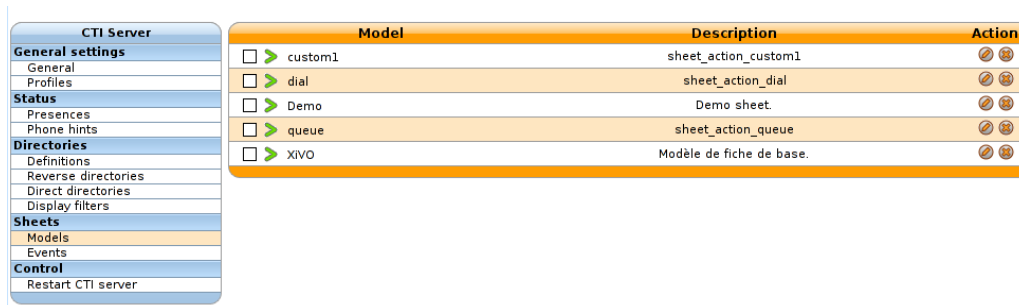 CTI Server
General settings
General
Profiles
Status
Presences
Phone hints
Directories
Definitions
Reverse directories
Direct directories
Display filters
Sheets
Models
Events
Control
Restart CTI server
Model Description Action
custom1 sheet_action_custom1
dial sheet_action_dial
Demo Demo sheet.
queue sheet_action_queue
XiVO Modèle de fiche de base.